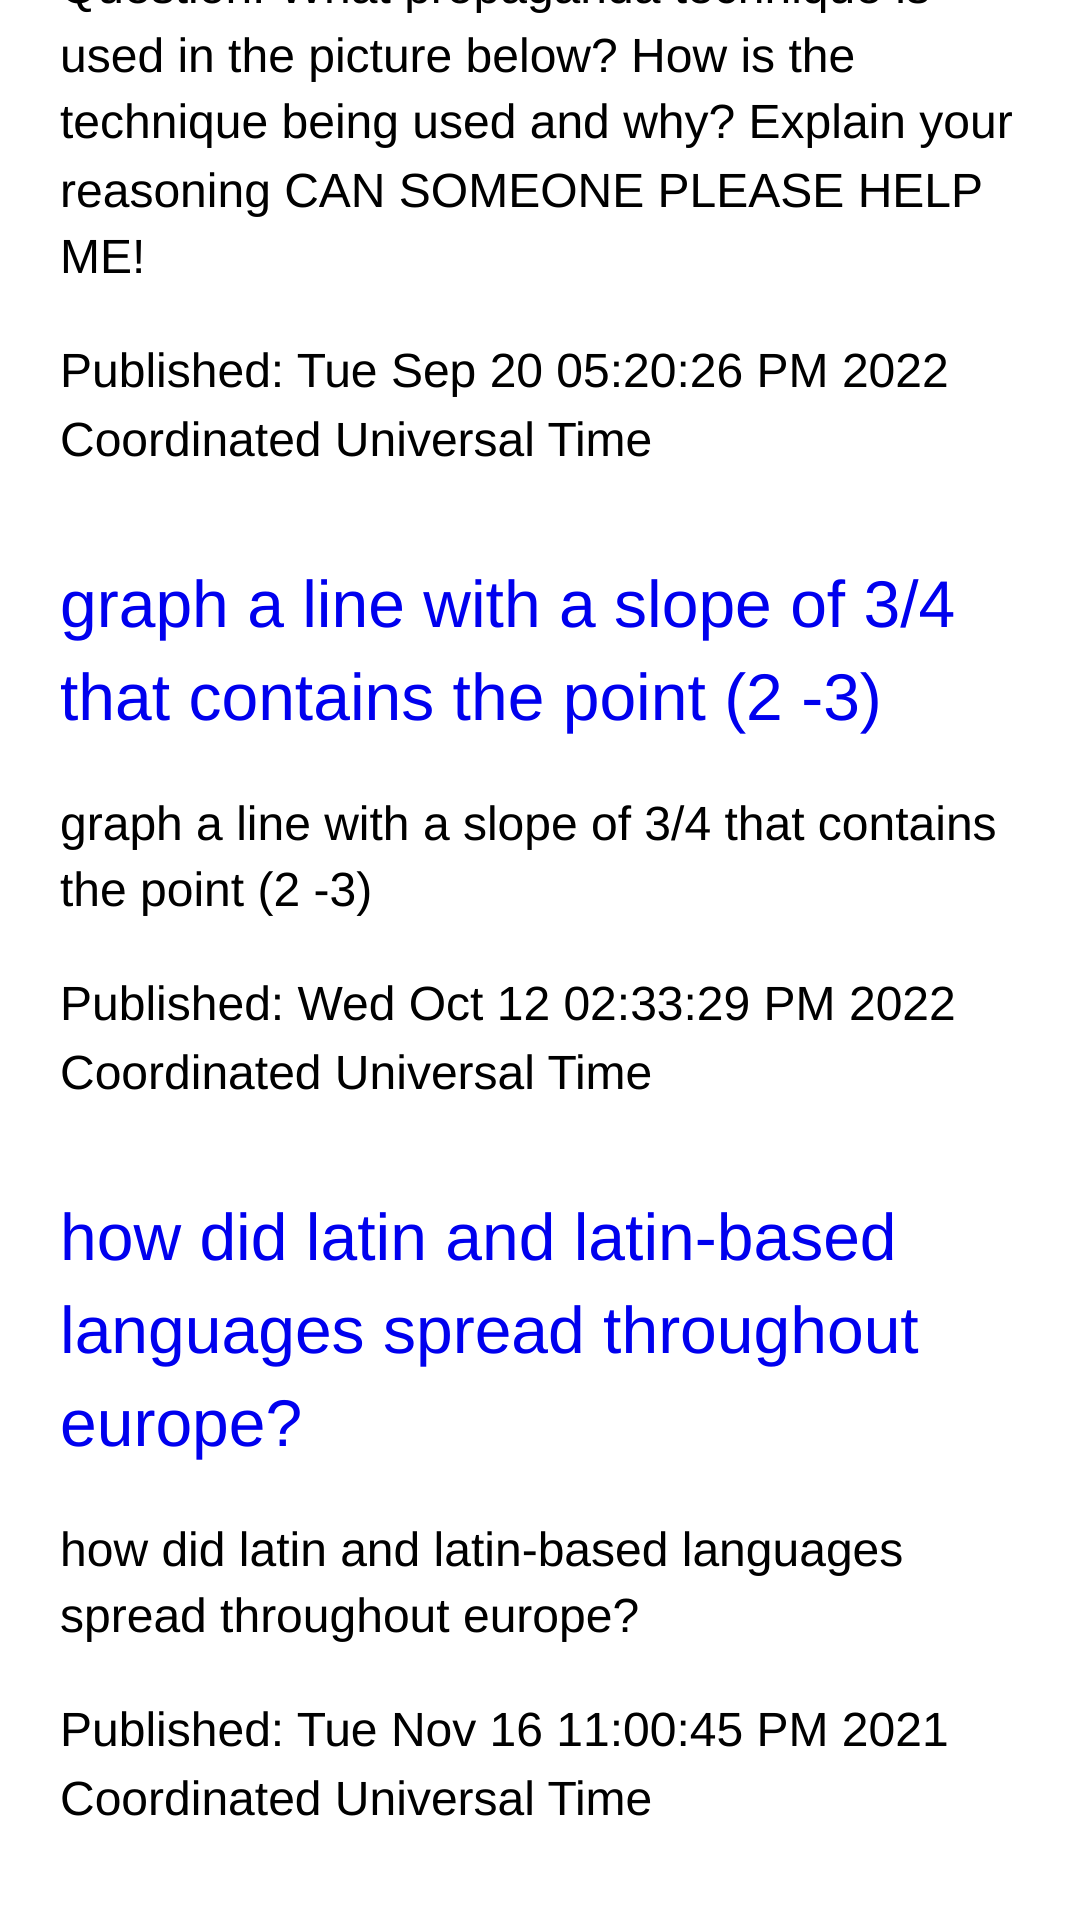 Question: What propaganda technique is
used in the picture below? How is the
technique being used and why? Explain your
reasoning CAN SOMEONE PLEASE HELP
ME!
Published: Tue Sep 20 05:20:26 PM 2022
Coordinated Universal Time
graph a line with a slope of 3/4
that contains the point (2 -3)
graph a line with a slope of 3/4 that contains
the point (2 -3)
Published: Wed Oct 12 02:33:29 PM 2022
Coordinated Universal Time
how did latin and latin-based
languages spread throughout
europe?
how did latin and latin-based languages
spread throughout europe?
Published: Tue Nov 16 11:00:45 PM 2021
Coordinated Universal Time